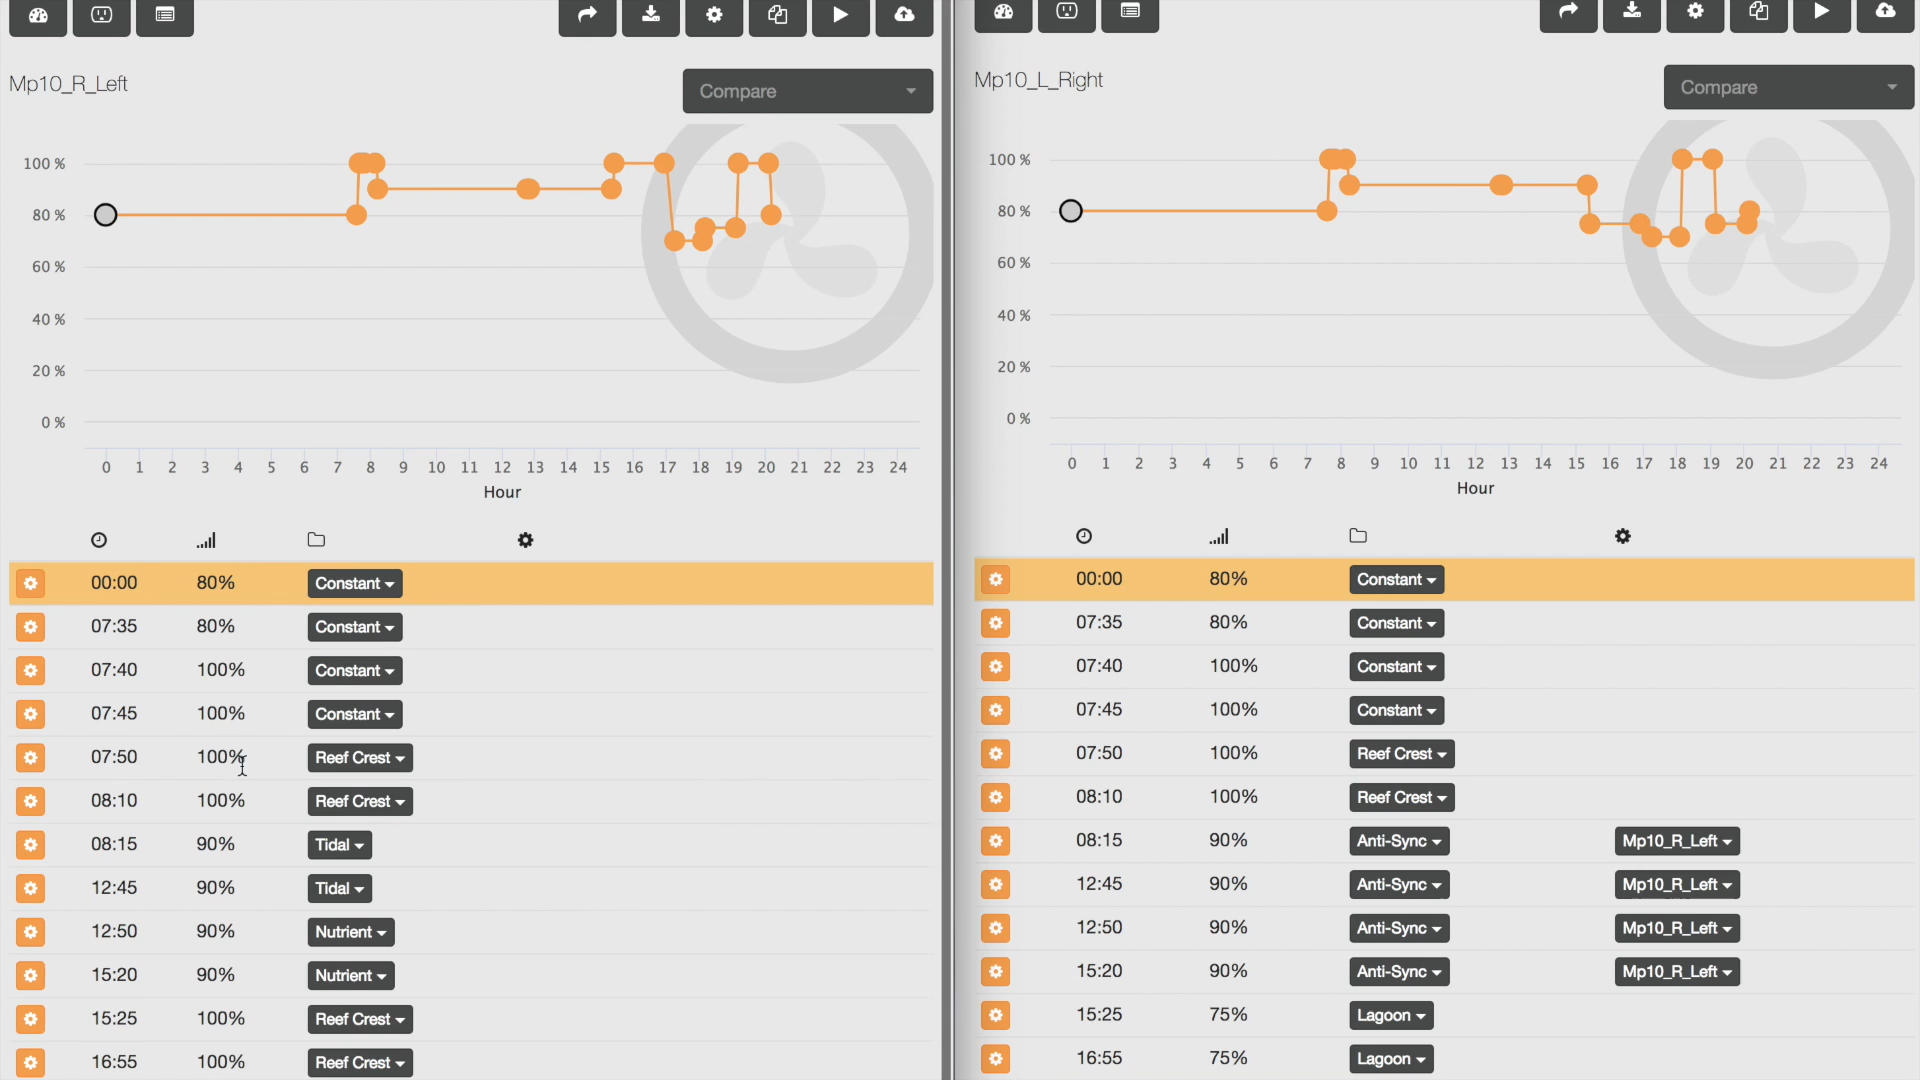 Mp10_R_Left
Compare
100 %
80 %
60 %
40 %
20 %
0 %
0 1 2 3 4 5 6 7 8 9 10 11 12 13 14 15 16 17 18 19 20 21 22 23 24
Hour
00:00 80% Constant
07:35 80% Constant
07:40 100% Constant
07:45 100% Constant
07:50 100% Reef Crest
08:10 100% Reef Crest
08:15 90% Tidal
12:45 90% Tidal
12:50 90% Nutrient
15:20 90% Nutrient
15:25 100% Reef Crest
16:55 100% Reef Crest
Mp10_L_Right
Compare
100 %
80 %
60 %
40 %
20 %
0 %
0 1 2 3 4 5 6 7 8 9 10 11 12 13 14 15 16 17 18 19 20 21 22 23 24
Hour
00:00 80% Constant
07:35 80% Constant
07:40 100% Constant
07:45 100% Constant
07:50 100% Reef Crest
08:10 100% Reef Crest
08:15 90% Anti-Sync Mp10_R_Left
12:45 90% Anti-Sync Mp10_R_Left
12:50 90% Anti-Sync Mp10_R_Left
15:20 90% Anti-Sync Mp10_R_Left
15:25 75% Lagoon
16:55 75% Lagoon